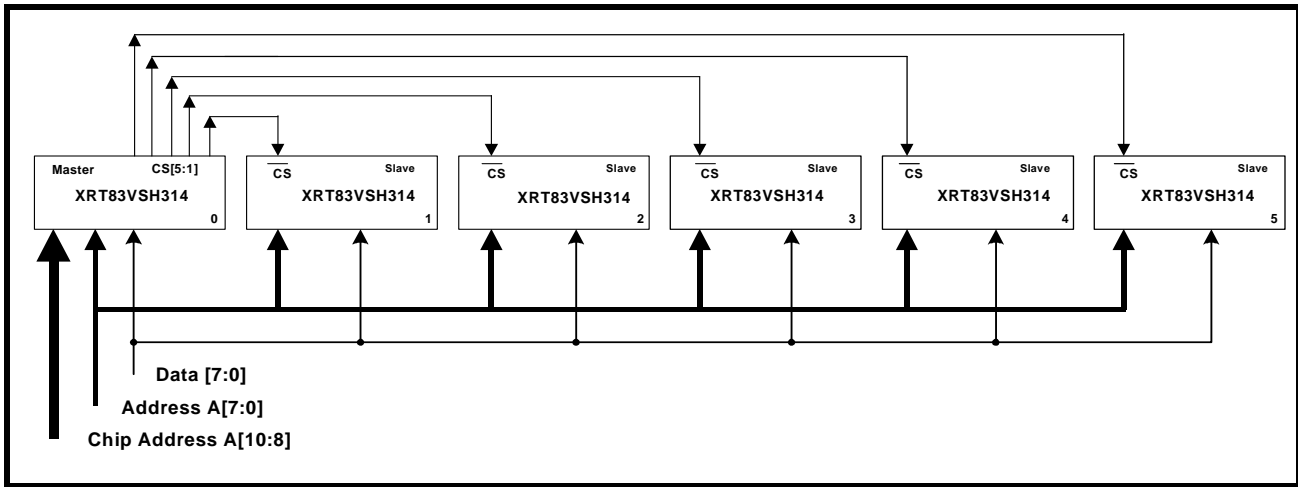 Master CS[5:1]
XRT83VSH314
0
CS Slave
XRT83VSH314
1
CS Slave
XRT83VSH314
2
CS Slave
XRT83VSH314
3
CS Slave
XRT83VSH314
4
CS Slave
XRT83VSH314
5
Data [7:0]
Address A[7:0]
Chip Address A[10:8]